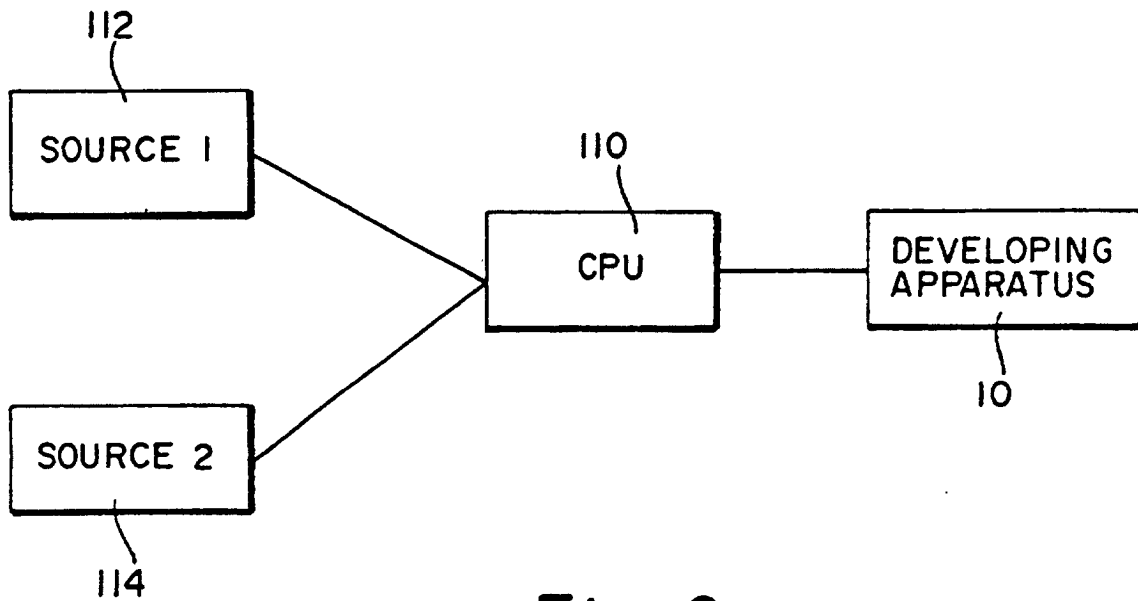 112
SOURCE 1
110
CPU
DEVELOPING
APPARATUS
10
SOURCE 2
114